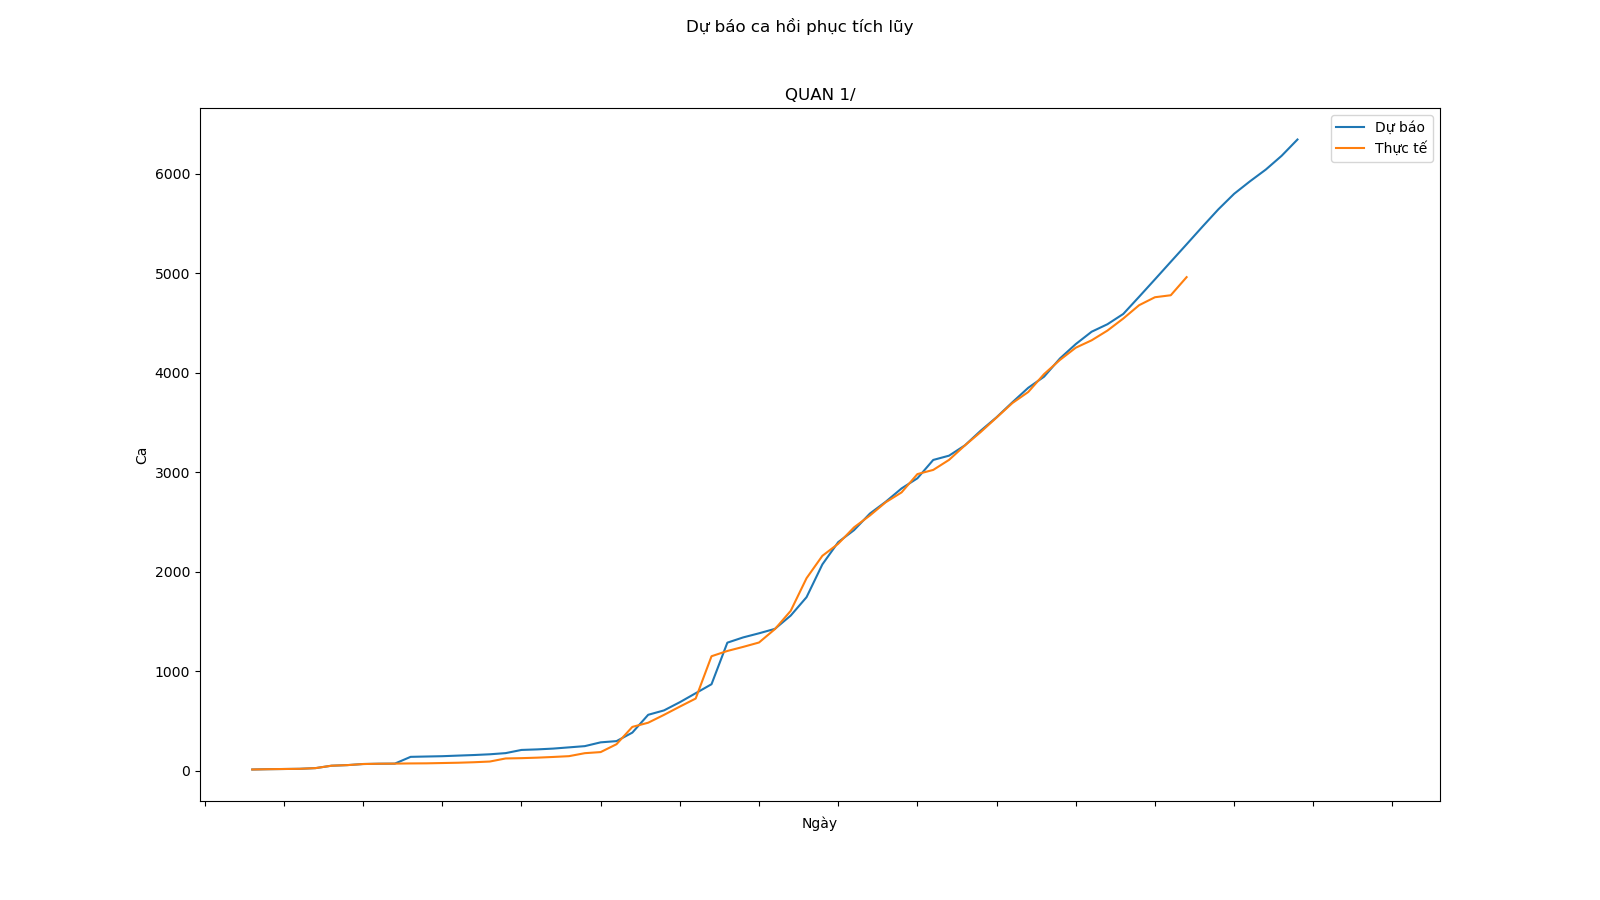 Dự báo ca hồi phục tích lũy
QUAN 1/
Dự báo
Thực tế
6000
5000
4000
3000
2000
1000
0
Ca
Ngày